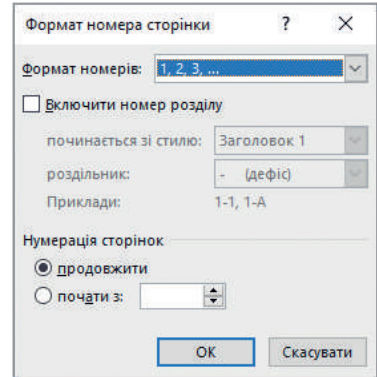 Формат номера сторінки ? ×
Формат номерів: 1, 2, 3, ...
Включити номер розділу
починається зі стилю: Заголовок 1
роздільник: - (дефіс)
Приклади: 1-1, 1-A
Нумерація сторінок
продовжити
почати з:
ОК Скасувати